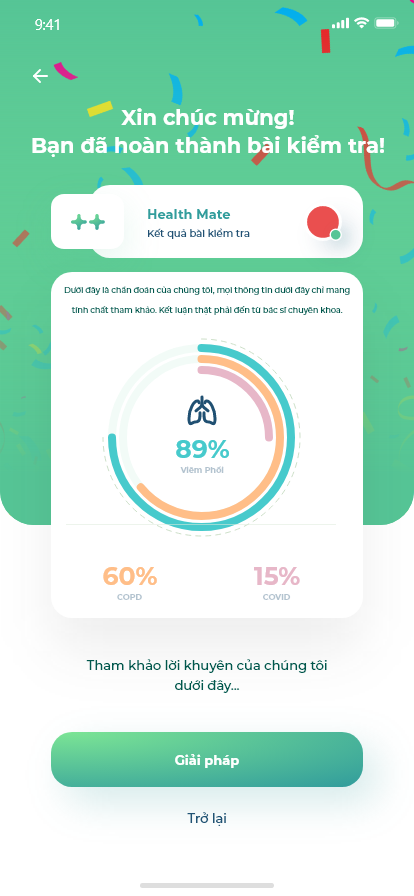 9:41
Xin chúc mừng!
Bạn đã hoàn thành bài kiểm tra!
Health Mate
Kết quả bài kiểm tra
Dưới đây là chẩn đoán của chúng tôi, mọi thông tin dưới đây chỉ mang
tính chất tham khảo. Kết luận thật phải đến từ bác sĩ chuyên khoa.
89%
Viêm Phổi
60%
COPD
15%
COVID
Tham khảo lời khuyên của chúng tôi
dưới đây...
Giải pháp
Trở lại